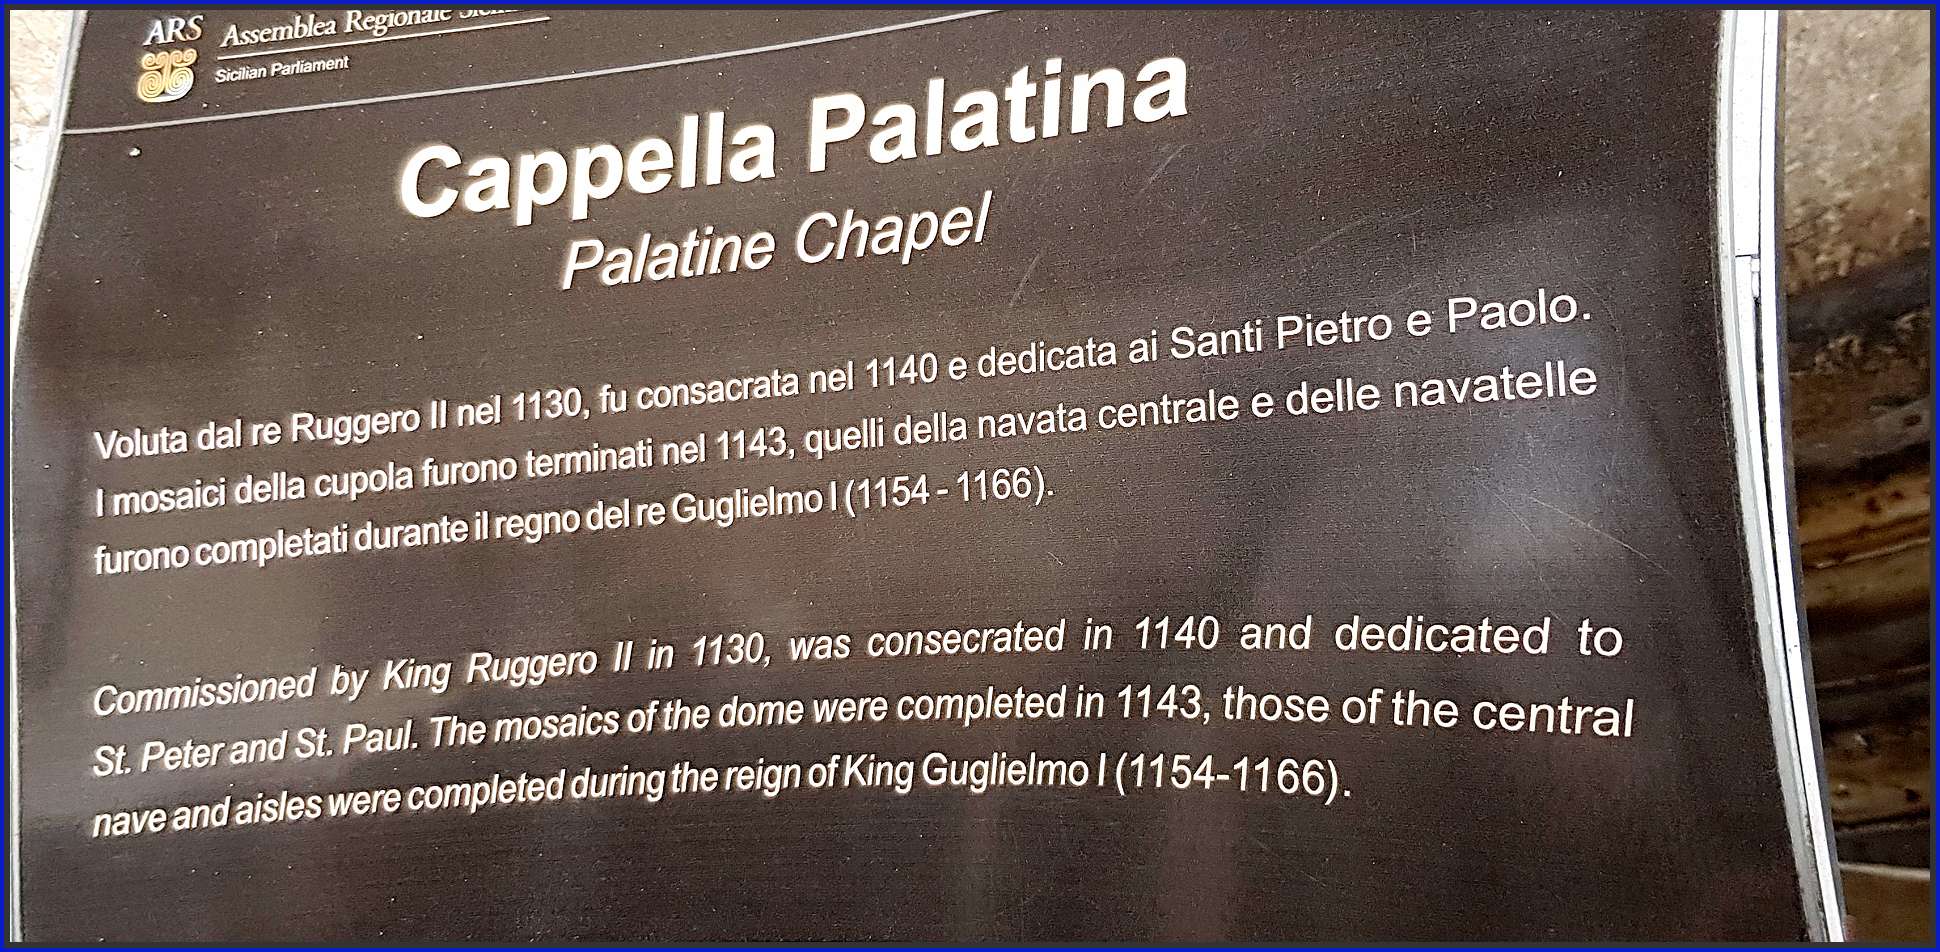 ARS
Assemblea Regionale
Sicilian Parliament
Cappella Palatina
Palatine Chapel
Voluta dal re Ruggero II nel 1130, fu consacrata nel 1140 e dedicata ai Santi Pietro e Paolo.
I mosaici della cupola furono terminati nel 1143, quelli della navata centrale e delle navatelle
furono completati durante il regno del re Guglielmo I (1154 - 1166).
Commissioned by King Ruggero II in 1130, was consecrated in 1140 and dedicated to
St. Peter and St. Paul. The mosaics of the dome were completed in 1143, those of the central
nave and aisles were completed during the reign of King Guglielmo I (1154-1166).